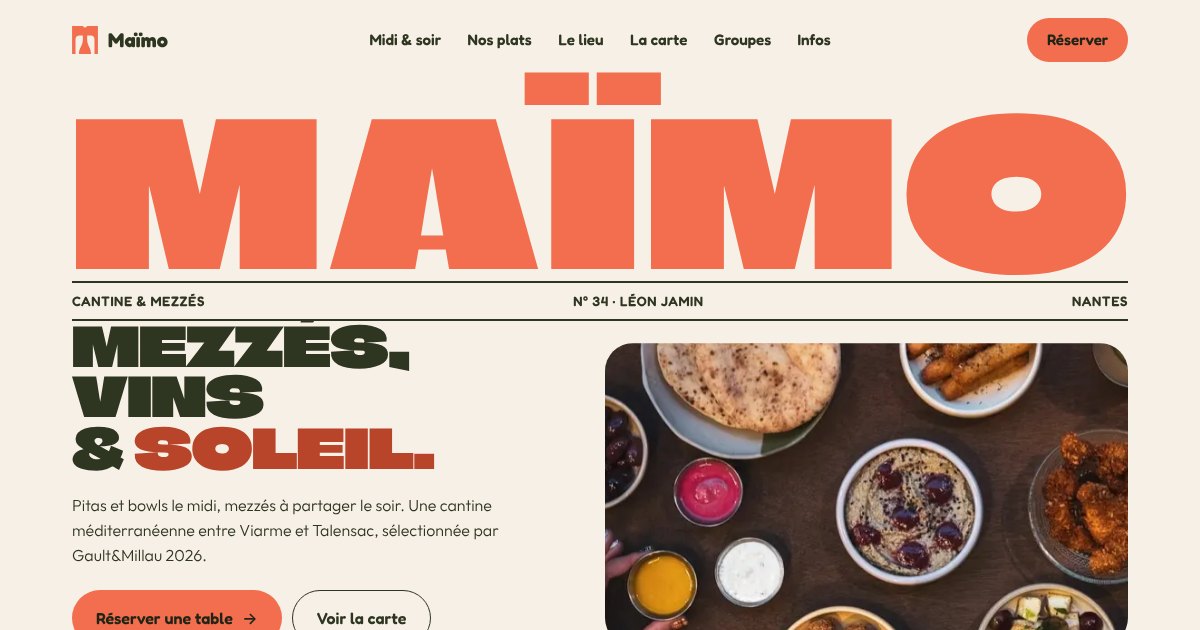 Maïmo
Midi & soir
Nos plats
Le lieu
La carte
Groupes
Infos
Réserver
MAÏMO
CANTINE & MEZZÉS
N° 34 · LÉON JAMIN
NANTES
MEZZÉS,
VINS
& SOLEIL.
Pitas et bowls le midi, mezzés à partager le soir. Une cantine
méditerranéenne entre Viarme et Talensac, sélectionnée par
Gault&Millau 2026.
Réserver une table →
Voir la carte